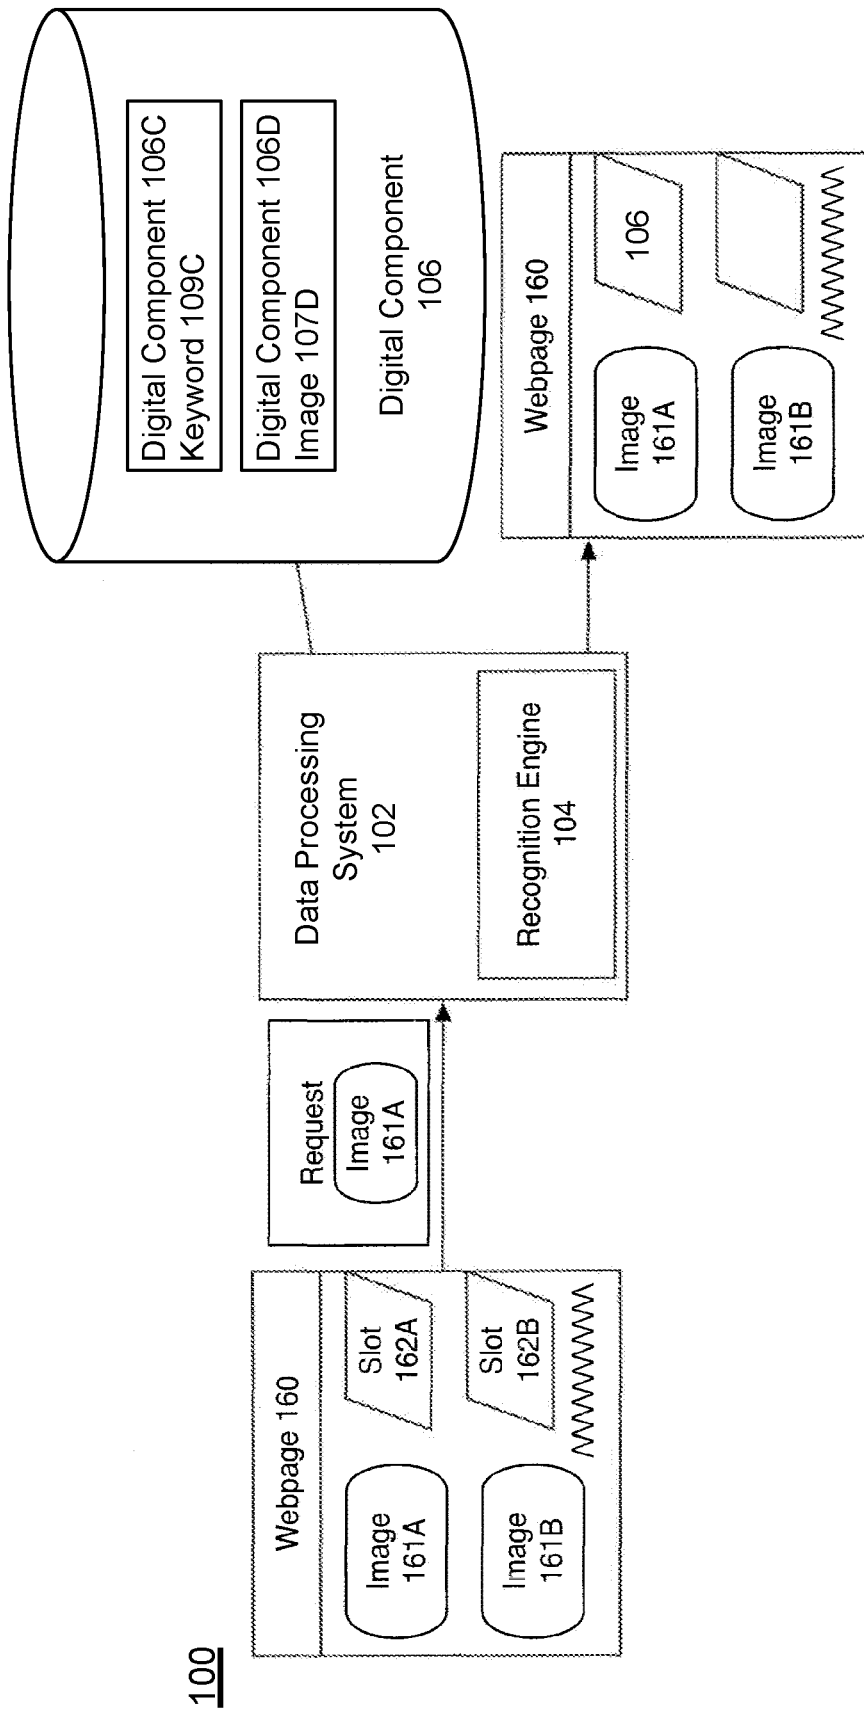 100
Webpage 160
Image
161A
Slot
162A
Image
161B
Slot
162B
Request
Image
161A
Data Processing
System
102
Recognition Engine
104
Digital Component 106C
Keyword 109C
Digital Component 106D
Image 107D
Digital Component
106
Webpage 160
Image
161A
106
Image
161B